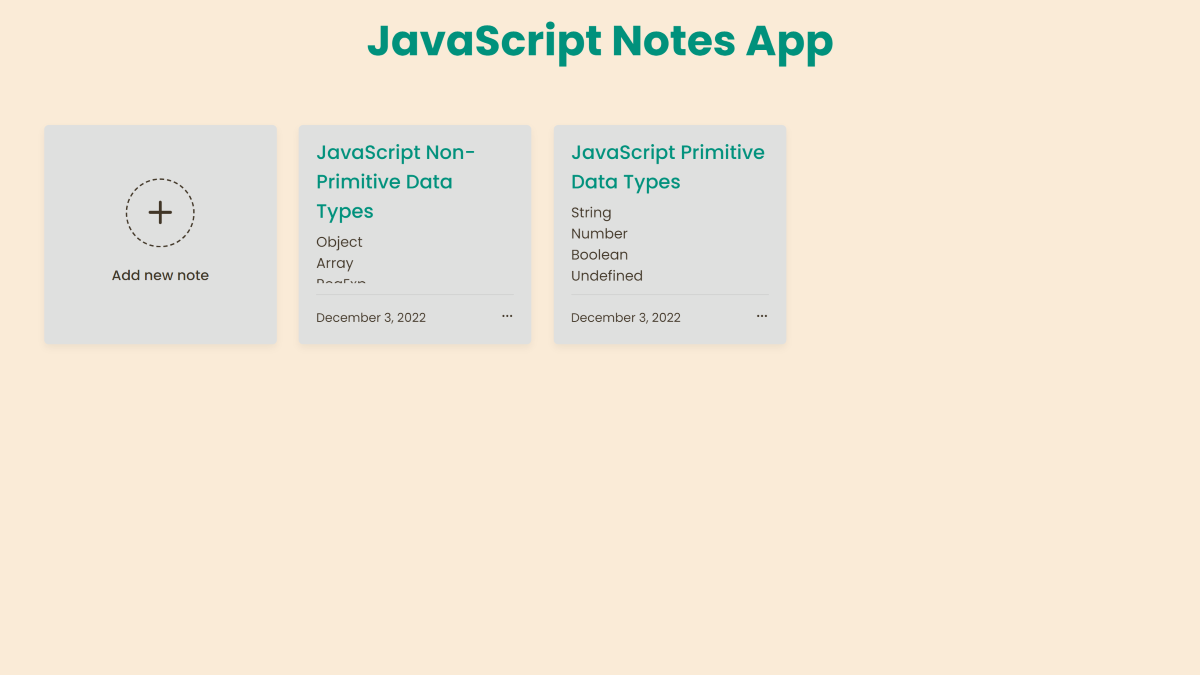 JavaScript Notes App
Add new note
JavaScript Non-
Primitive Data
Types
Object
Array
RegExp
December 3, 2022
JavaScript Primitive
Data Types
String
Number
Boolean
Undefined
December 3, 2022